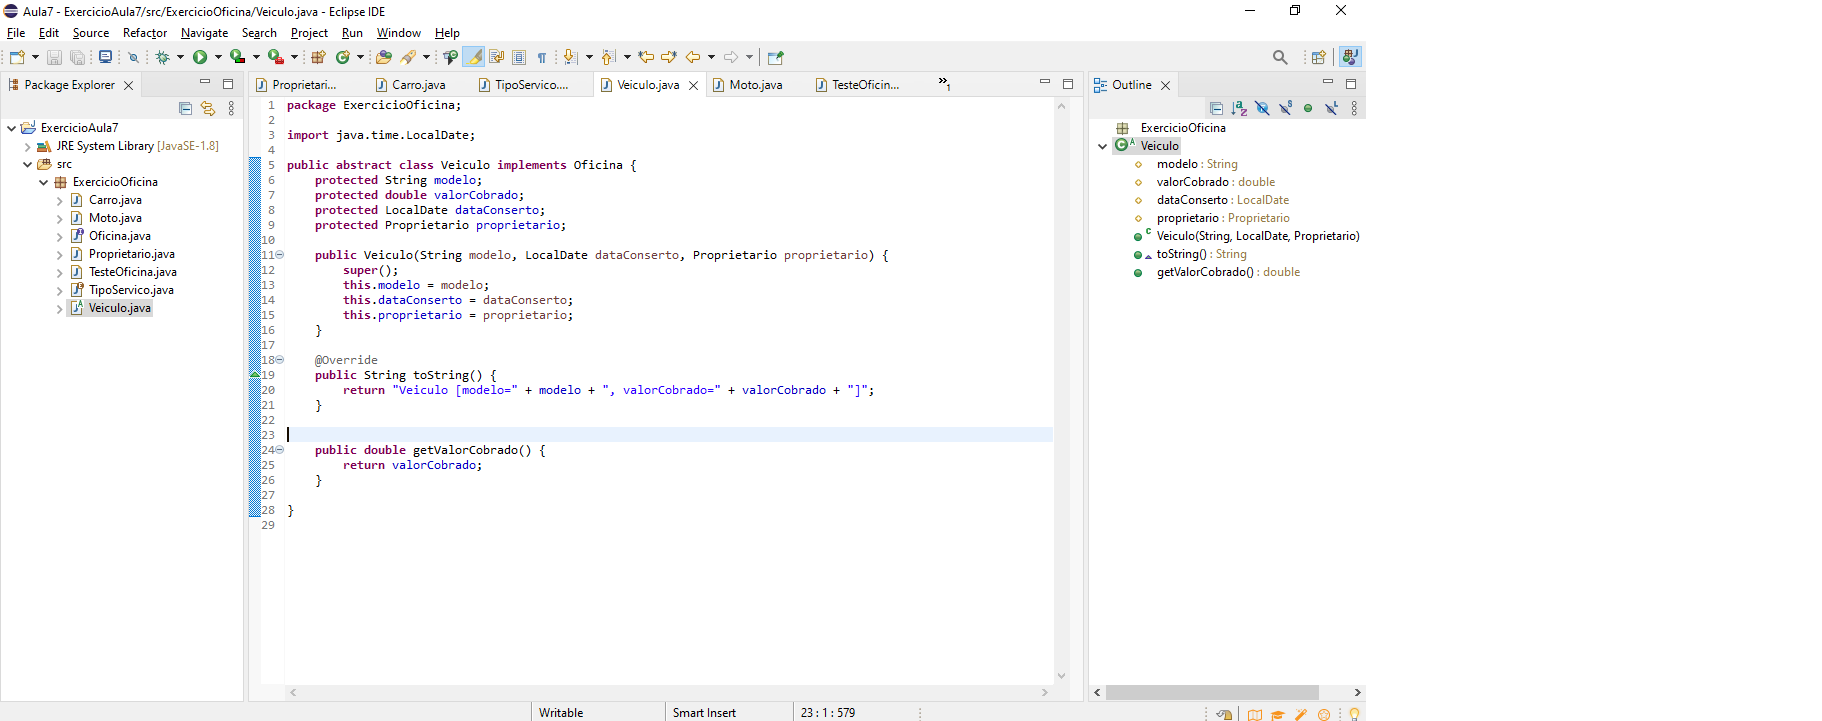 Aula7 - ExercicioAula7/src/ExercicioOficina/Veiculo.java - Eclipse IDE
File Edit Source Refactor Navigate Search Project Run Window Help
Package Explorer
ExercicioAula7
JRE System Library [JavaSE-1.8]
src
ExercicioOficina
Carro.java
Moto.java
Oficina.java
Proprietario.java
TesteOficina.java
TipoServico.java
Veiculo.java
Proprietari... Carro.java TipoServico.... Veiculo.java Moto.java TesteOficin... »1
1 package ExercicioOficina;
2
3 import java.time.LocalDate;
4
5 public abstract class Veiculo implements Oficina {
6 protected String modelo;
7 protected double valorCobrado;
8 protected LocalDate dataConserto;
9 protected Proprietario proprietario;
10
11 public Veiculo(String modelo, LocalDate dataConserto, Proprietario proprietario) {
12 super();
13 this.modelo = modelo;
14 this.dataConserto = dataConserto;
15 this.proprietario = proprietario;
16 }
17
18 @Override
19 public String toString() {
20 return "Veiculo [modelo=" + modelo + ", valorCobrado=" + valorCobrado + "]";
21 }
22
23
24 public double getValorCobrado() {
25 return valorCobrado;
26 }
27
28 }
29
Outline
ExercicioOficina
Veiculo
modelo : String
valorCobrado : double
dataConserto : LocalDate
proprietario : Proprietario
Veiculo(String, LocalDate, Proprietario)
toString() : String
getValorCobrado() : double
Writable Smart Insert 23 : 1 : 579